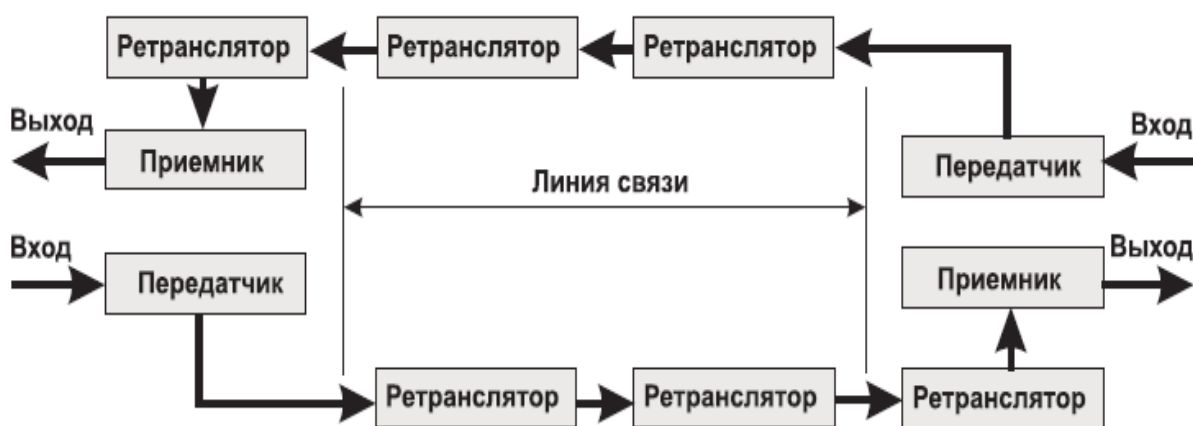 Ретранслятор
Ретранслятор
Ретранслятор
Выход
Приемник
Вход
Передатчик
Линия связи
Вход
Передатчик
Выход
Приемник
Ретранслятор
Ретранслятор
Ретранслятор